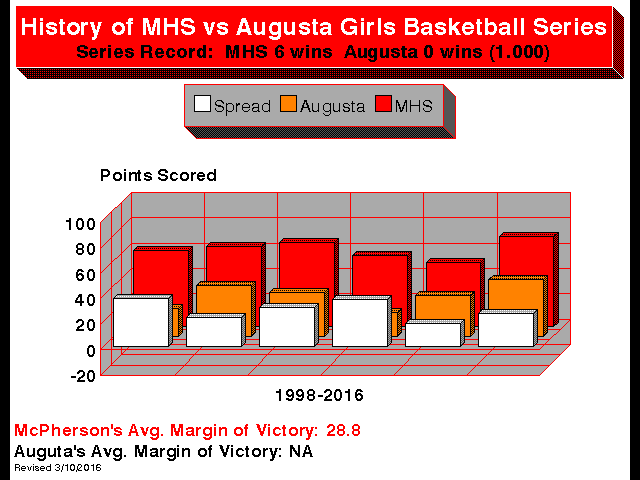 History of MHS vs Augusta Girls Basketball Series
Series Record:  MHS 6 wins  Augusta 0 wins (1.000)
Spread Augusta MHS
Points Scored
100
80
60
40
20
0
-20
1998-2016
McPherson's Avg. Margin of Victory: 28.8
Auguta's Avg. Margin of Victory: NA
Revised 3/10/2016